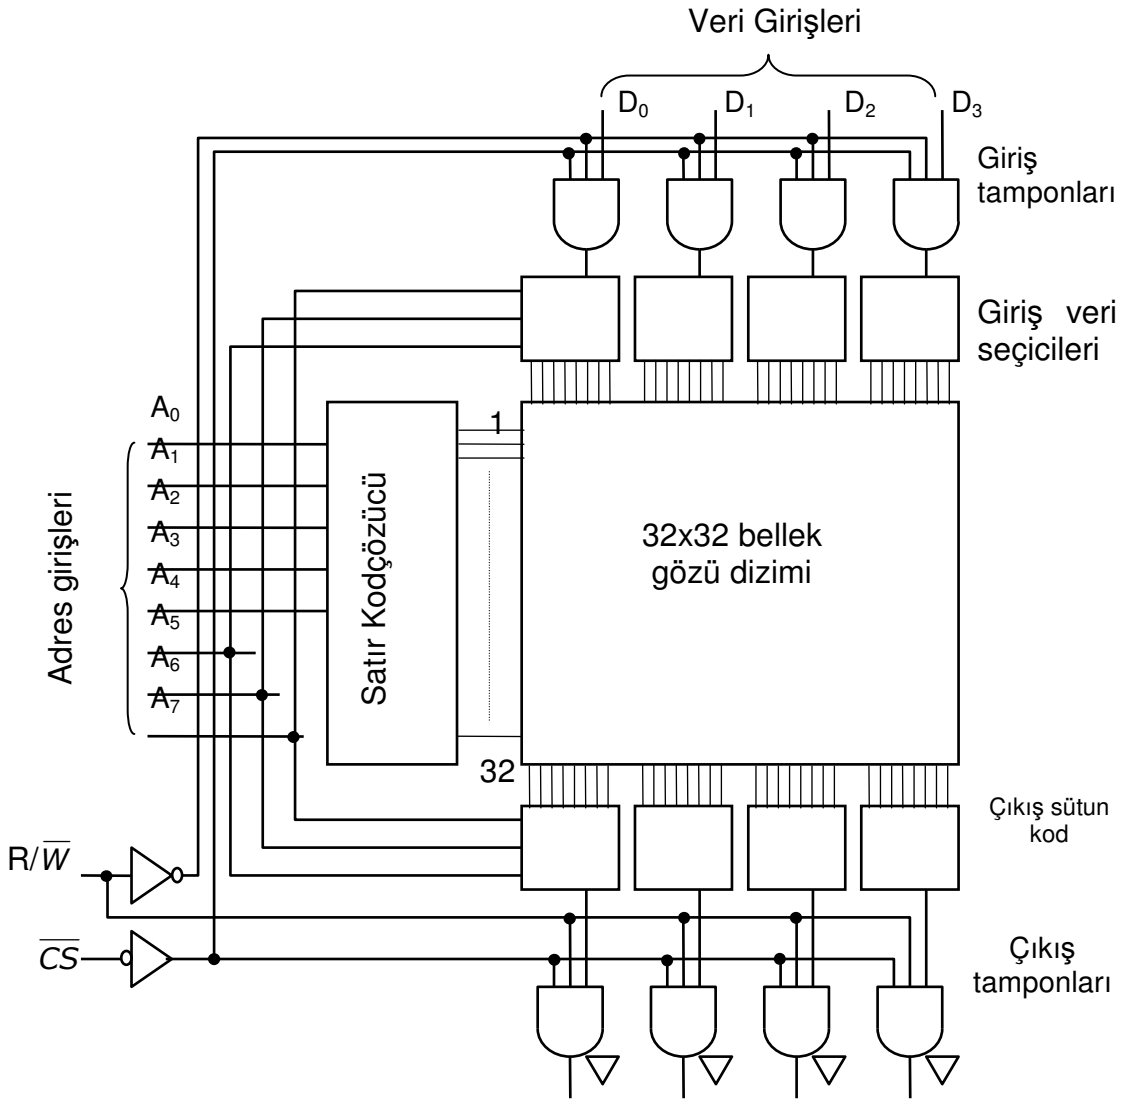 Veri Girişleri
D0
D1
D2
D3
Giriş
tamponları
Giriş veri
seçicileri
A0
A1
A2
A3
A4
A5
A6
A7
Adres girişleri
Satır Kodçözücü
1
32
32x32 bellek
gözü dizimi
Çıkış sütun
kod
R/W̅
C̅S̅
Çıkış
tamponları